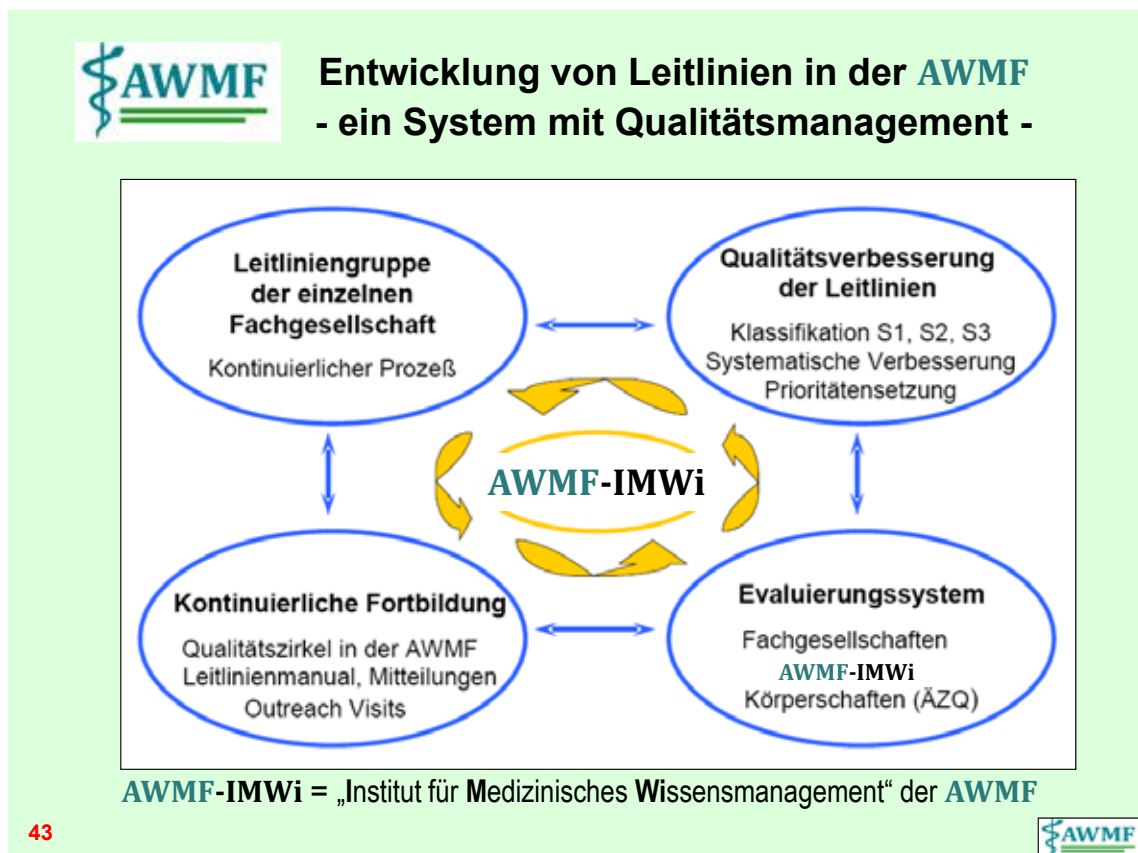 AWMF
Entwicklung von Leitlinien in der AWMF
- ein System mit Qualitätsmanagement -
Leitliniengruppe
der einzelnen
Fachgesellschaft
Kontinuierlicher Prozeß
Qualitätsverbesserung
der Leitlinien
Klassifikation S1, S2, S3
Systematische Verbesserung
Prioritätensetzung
AWMF-IMWi
Kontinuierliche Fortbildung
Qualitätszirkel in der AWMF
Leitlinienmanual, Mitteilungen
Outreach Visits
Evaluierungssystem
Fachgesellschaften
AWMF-IMWi
Körperschaften (ÄZQ)
AWMF-IMWi = „Institut für Medizinisches Wissensmanagement“ der AWMF
43
AWMF